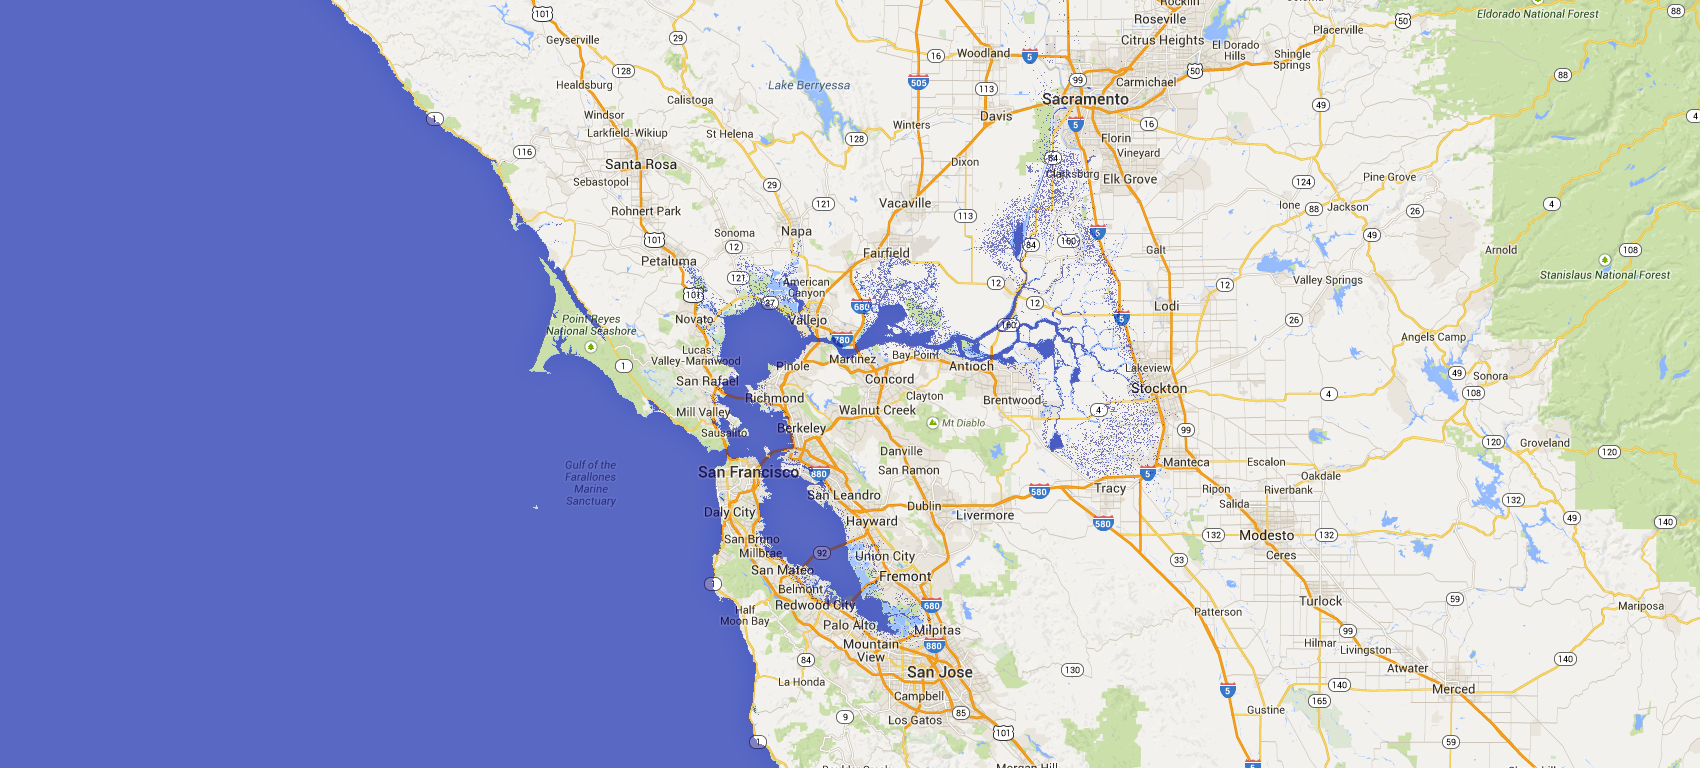 Rocklin
Roseville
Eldorado National Forest
88
101
50
Placerville
Geyserville
29
Citrus Heights
El Dorado
Hills
Woodland
16
5
Shingle
Springs
128
Healdsburg
Lake Berryessa
505
99
Carmichael
50
88
113
Calistoga
Sacramento
49
Windsor
Davis
1
Larkfield-Wikiup
St Helena
Winters
5
16
4
128
Florin
116
Vineyard
Santa Rosa
Dixon
84
Sebastopol
Clarksburg
Elk Grove
Pine Grove
29
124
Vacaville
121
Ione
88
Jackson
4
Rohnert Park
113
26
Sonoma
Napa
5
49
101
12
84
160
Galt
Arnold
108
Petaluma
Fairfield
Stanislaus National Forest
121
American
Canyon
12
Valley Springs
12
101
37
680
12
Lodi
Novato
Vallejo
160
5
26
Point Reyes
National Seashore
780
Angels Camp
Lucas
Valley-Marinwood
Martinez
Bay Point
1
Pinole
Antioch
Lakeview
49
Sonora
San Rafael
Concord
Stockton
108
Richmond
Clayton
Brentwood
4
Mill Valley
Walnut Creek
4
Sausalito
Berkeley
Mt Diablo
99
120
Groveland
Danville
120
Gulf of the
Farallones
Marine
Sanctuary
San Francisco
880
San Ramon
Manteca
Escalon
5
Oakdale
San Leandro
580
Tracy
Ripon
Riverbank
Daly City
Dublin
Livermore
Salida
132
Hayward
580
49
140
San Bruno
132
Modesto
132
Millbrae
92
Union City
Ceres
San Mateo
33
1
Belmont
Fremont
Redwood City
680
Turlock
59
Half
Moon Bay
Patterson
Mariposa
Palo Alto
Milpitas
99
Mountain
View
880
Hilmar
Livingston
84
San Jose
130
Atwater
140
La Honda
5
140
Merced
Campbell
165
9
Los Gatos
85
Gustine
101
1
59
Morgan Hill
5